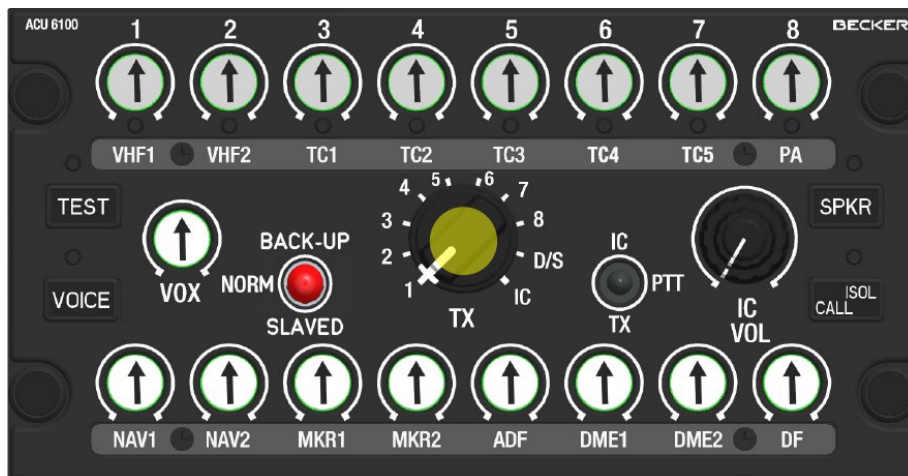 ACU 6100
1 2 3 4 5 6 7 8
BECKER
VHF1 VHF2 TC1 TC2 TC3 TC4 TC5 PA
TEST
VOX
BACK-UP
NORM
SLAVED
1 2 3 4 5 6 7 8 D/S IC
TX
IC
PTT
TX
IC
VOL
SPKR
VOICE
ISOL
CALL
NAV1 NAV2 MKR1 MKR2 ADF DME1 DME2 DF